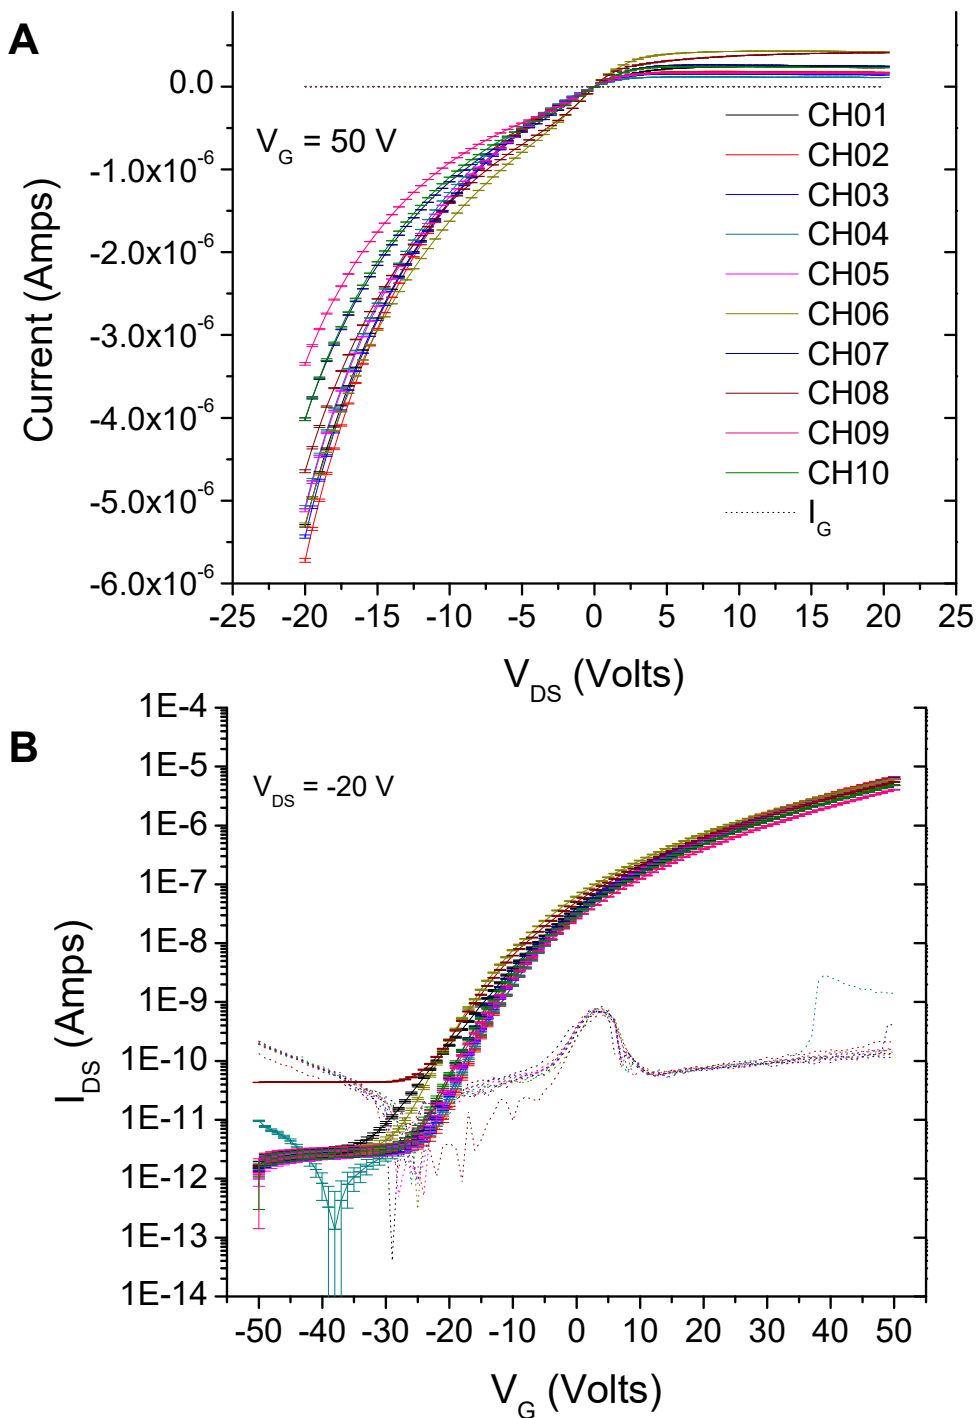 A
0.0
-1.0x10⁻⁶
-2.0x10⁻⁶
-3.0x10⁻⁶
-4.0x10⁻⁶
-5.0x10⁻⁶
-6.0x10⁻⁶
Current (Amps)
V_G = 50 V
CH01
CH02
CH03
CH04
CH05
CH06
CH07
CH08
CH09
CH10
I_G
-25 -20 -15 -10 -5 0 5 10 15 20 25
V_DS (Volts)
B
1E-4
1E-5
1E-6
1E-7
1E-8
1E-9
1E-10
1E-11
1E-12
1E-13
1E-14
I_DS (Amps)
V_DS = -20 V
-50 -40 -30 -20 -10 0 10 20 30 40 50
V_G (Volts)